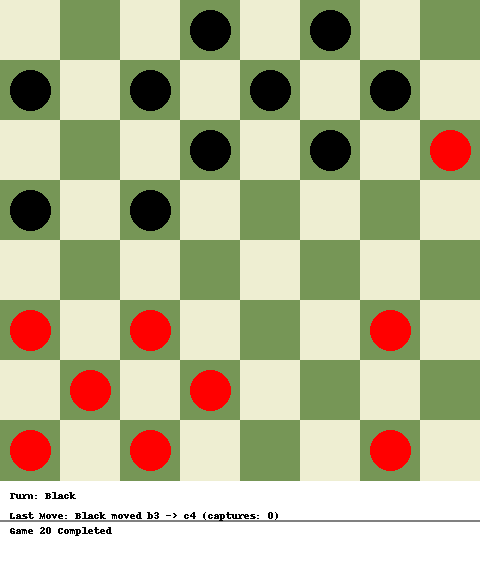 Turn: Black
Last Move: Black moved b3 -> c4 (captures: 0)
Game 20 Completed